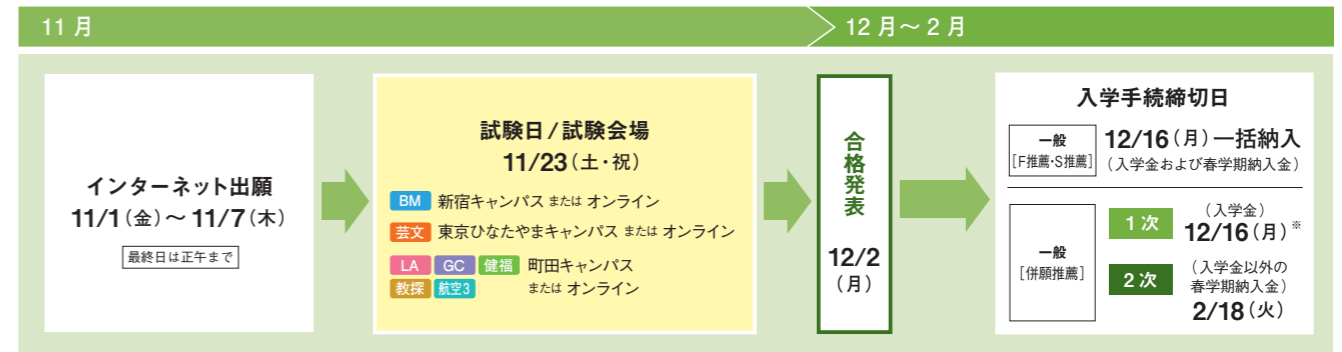 11月
12月～2月
インターネット出願
11/1（金）～11/7（木）
最終日は正午まで
試験日/試験会場
11/23（土・祝）
BM 新宿キャンパス または オンライン
芸文 東京ひなたやまキャンパス または オンライン
LA GC 健福 町田キャンパス
教探 航空3 または オンライン
合格発表
12/2
（月）
入学手続締切日
一般
[F推薦・S推薦]
12/16（月）一括納入
（入学金および春学期納入金）
一般
[併願推薦]
1次
（入学金）
12/16（月）※
2次
（入学金以外の
春学期納入金）
2/18（火）